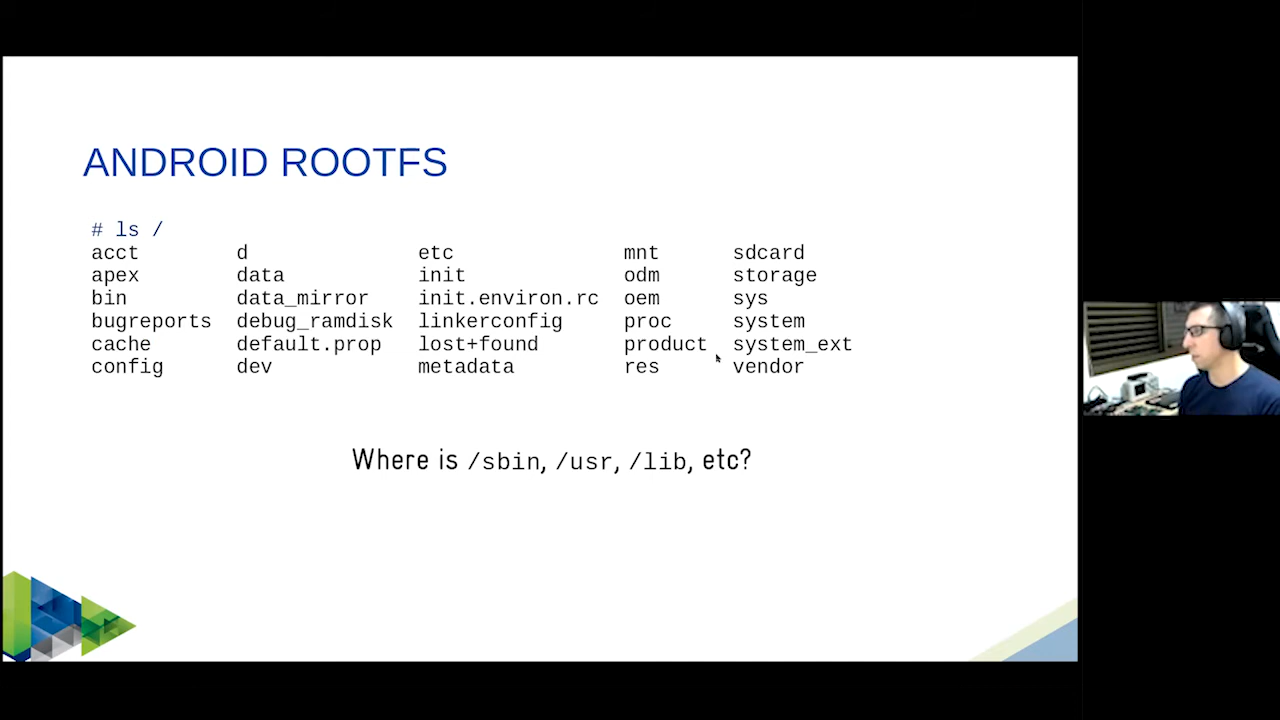 ANDROID ROOTFS
# ls /
acct d etc mnt sdcard
apex data init odm storage
bin data_mirror init.environ.rc oem sys
bugreports debug_ramdisk linkerconfig proc system
cache default.prop lost+found product system_ext
config dev metadata res vendor
Where is /sbin, /usr, /lib, etc?